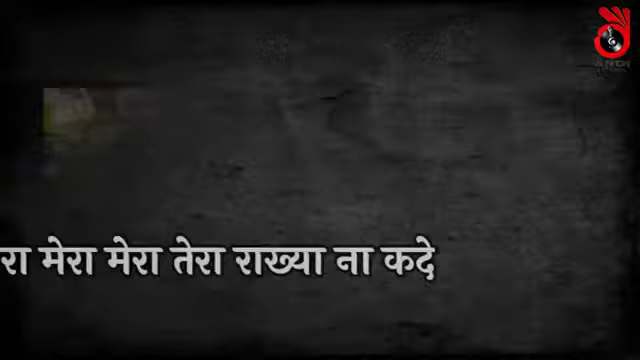 रा मेरा मेरा तेरा राख्या ना कदे